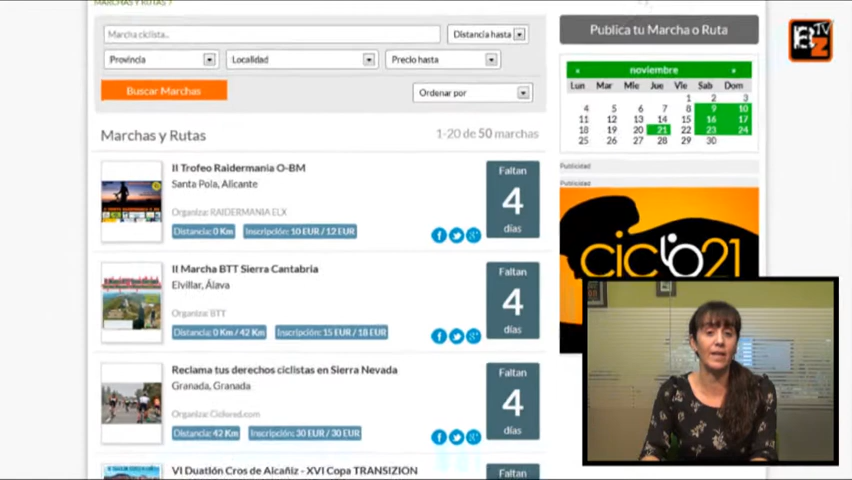 MARCHAS Y RUTAS
Marcha ciclista..
Distancia hasta
Provincia
Localidad
Precio hasta
Buscar Marchas
Ordenar por
Marchas y Rutas
1-20 de 50 marchas
II Trofeo Raidermania O-BM
Santa Pola, Alicante
Organiza: RAIDERMANIA ELX
Distancia: 0 Km
Inscripción: 10 EUR / 12 EUR
Faltan
4
días
II Marcha BTT Sierra Cantabria
Elvillar, Álava
Organiza: BTT
Distancia: 0 Km / 42 Km
Inscripción: 15 EUR / 18 EUR
Faltan
4
días
Reclama tus derechos ciclistas en Sierra Nevada
Granada, Granada
Organiza: Ciclored.com
Distancia: 42 Km
Inscripción: 30 EUR / 30 EUR
Faltan
4
días
VI Duatlón Cros de Alcañiz - XVI Copa TRANSIZION
Faltan
Publica tu Marcha o Ruta
noviembre
Lun Mar Mie Jue Vie Sab Dom
1 2 3
4 5 6 7 8 9 10
11 12 13 14 15 16 17
18 19 20 21 22 23 24
25 26 27 28 29 30
Publicidad
Publicidad
ciclo21
BZ TV